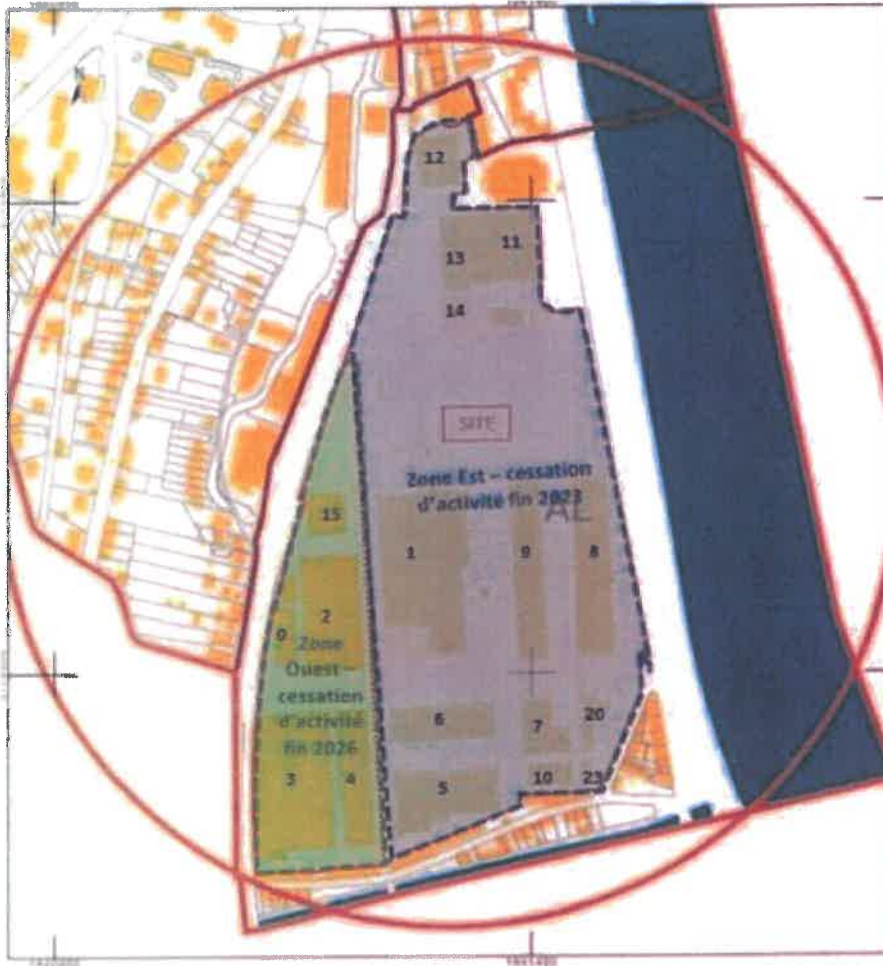 12
11
13
14
SITE
Zone Est – cessation
d'activité fin 2023
AL
15
1
9
8
2
0
Zone
Ouest –
cessation
d'activité
fin 2026
6
7
20
3
4
5
10
23